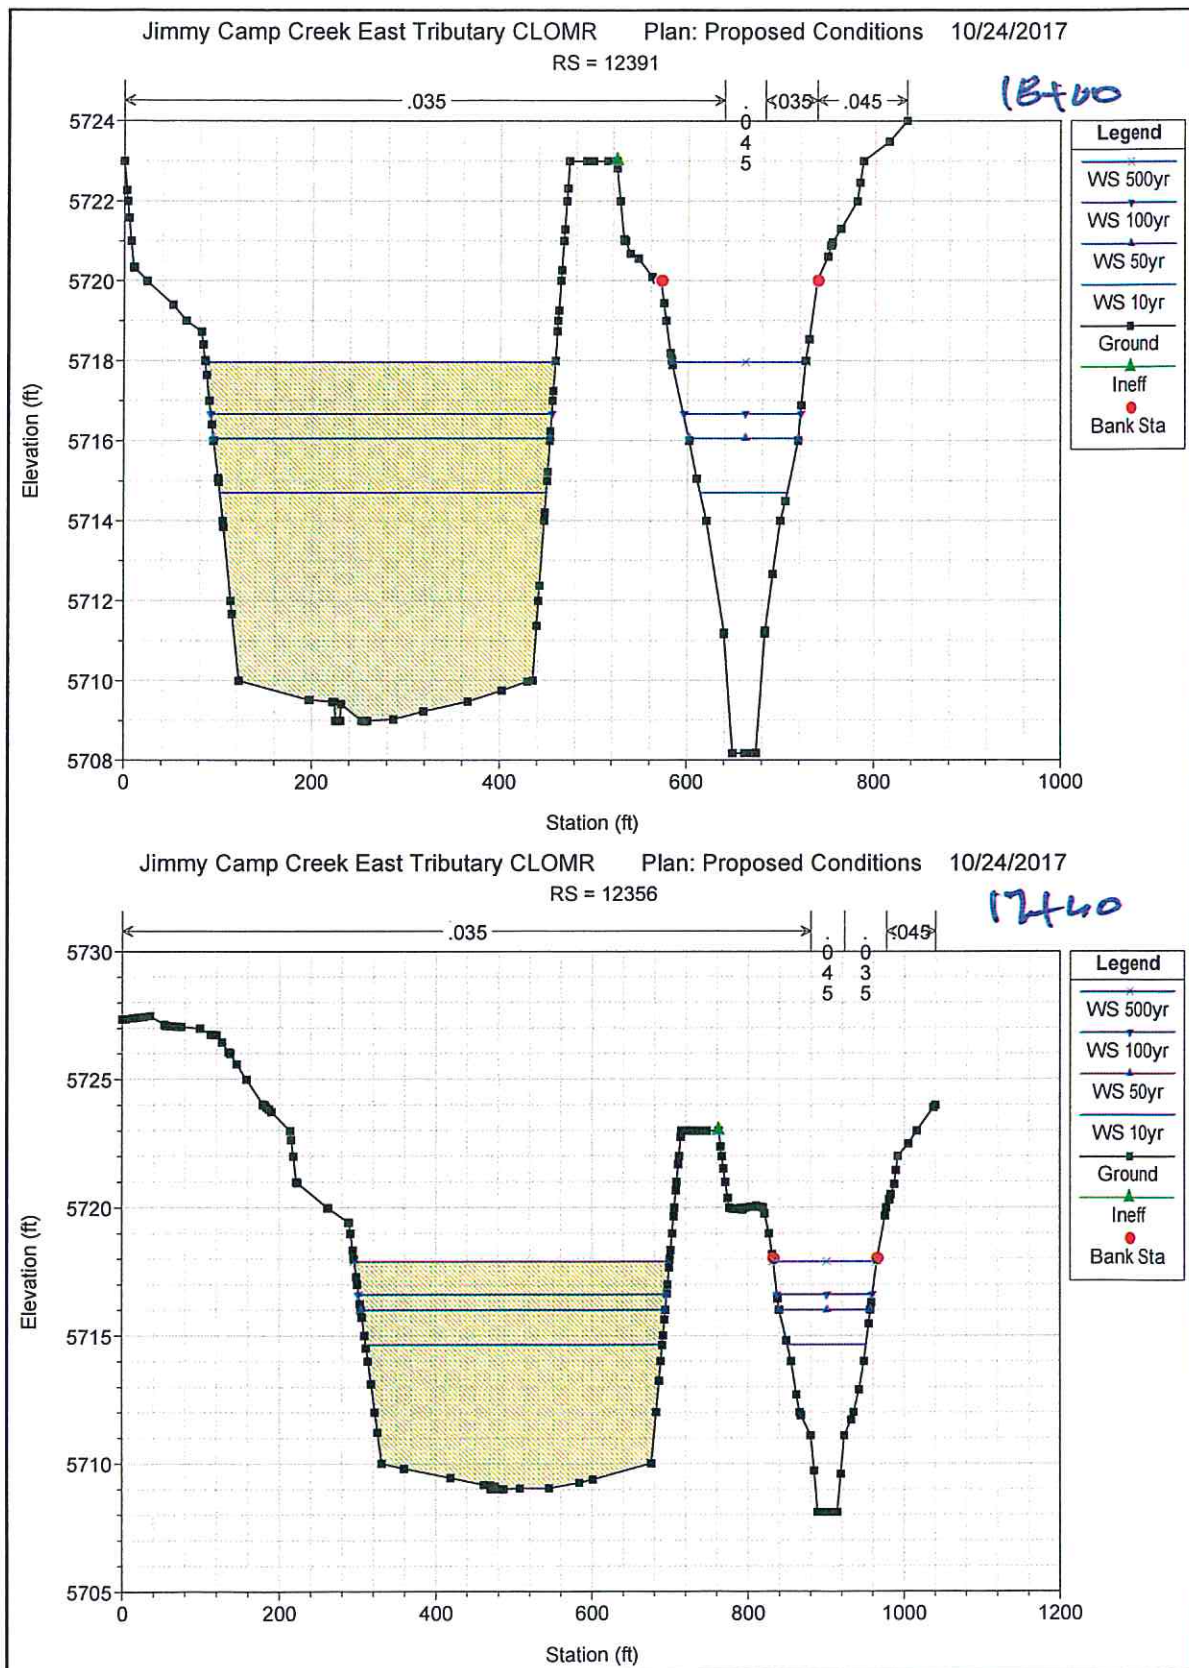 Jimmy Camp Creek East Tributary CLOMR Plan: Proposed Conditions 10/24/2017
RS = 12391
.035
.045
.035
.045
5724
5722
5720
5718
5716
5714
5712
5710
5708
Elevation (ft)
0 200 400 600 800 1000
Station (ft)
Legend
WS 500yr
WS 100yr
WS 50yr
WS 10yr
Ground
Ineff
Bank Sta
Jimmy Camp Creek East Tributary CLOMR Plan: Proposed Conditions 10/24/2017
RS = 12356
17+40
.035
.045
.035
.045
5730
5725
5720
5715
5710
5705
Elevation (ft)
0 200 400 600 800 1000 1200
Station (ft)
Legend
WS 500yr
WS 100yr
WS 50yr
WS 10yr
Ground
Ineff
Bank Sta